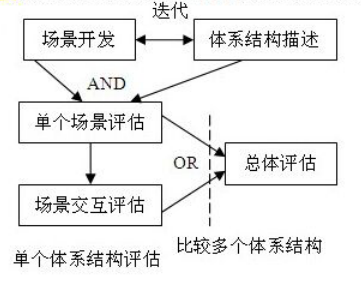 迭代
场景开发
体系结构描述
AND
单个场景评估
OR
总体评估
场景交互评估
单个体系结构评估
比较多个体系结构